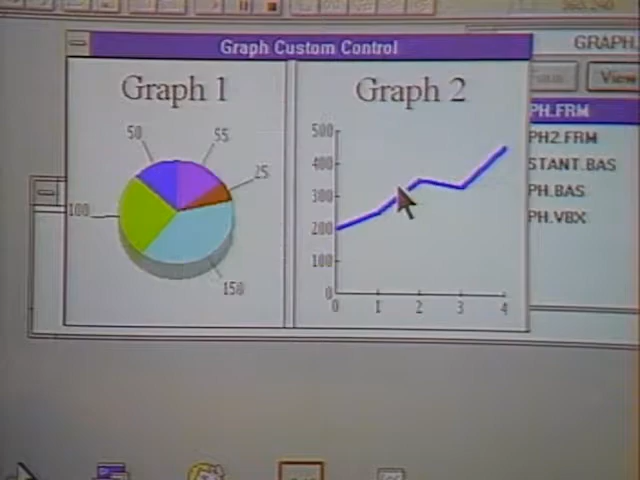 Graph Custom Control
GRAPH.
View
Graph 1
Graph 2
50
55
25
100
150
500
400
300
200
100
0
0
1
2
3
4
PH.FRM
PH2.FRM
STANT.BAS
PH.BAS
PH.VBX